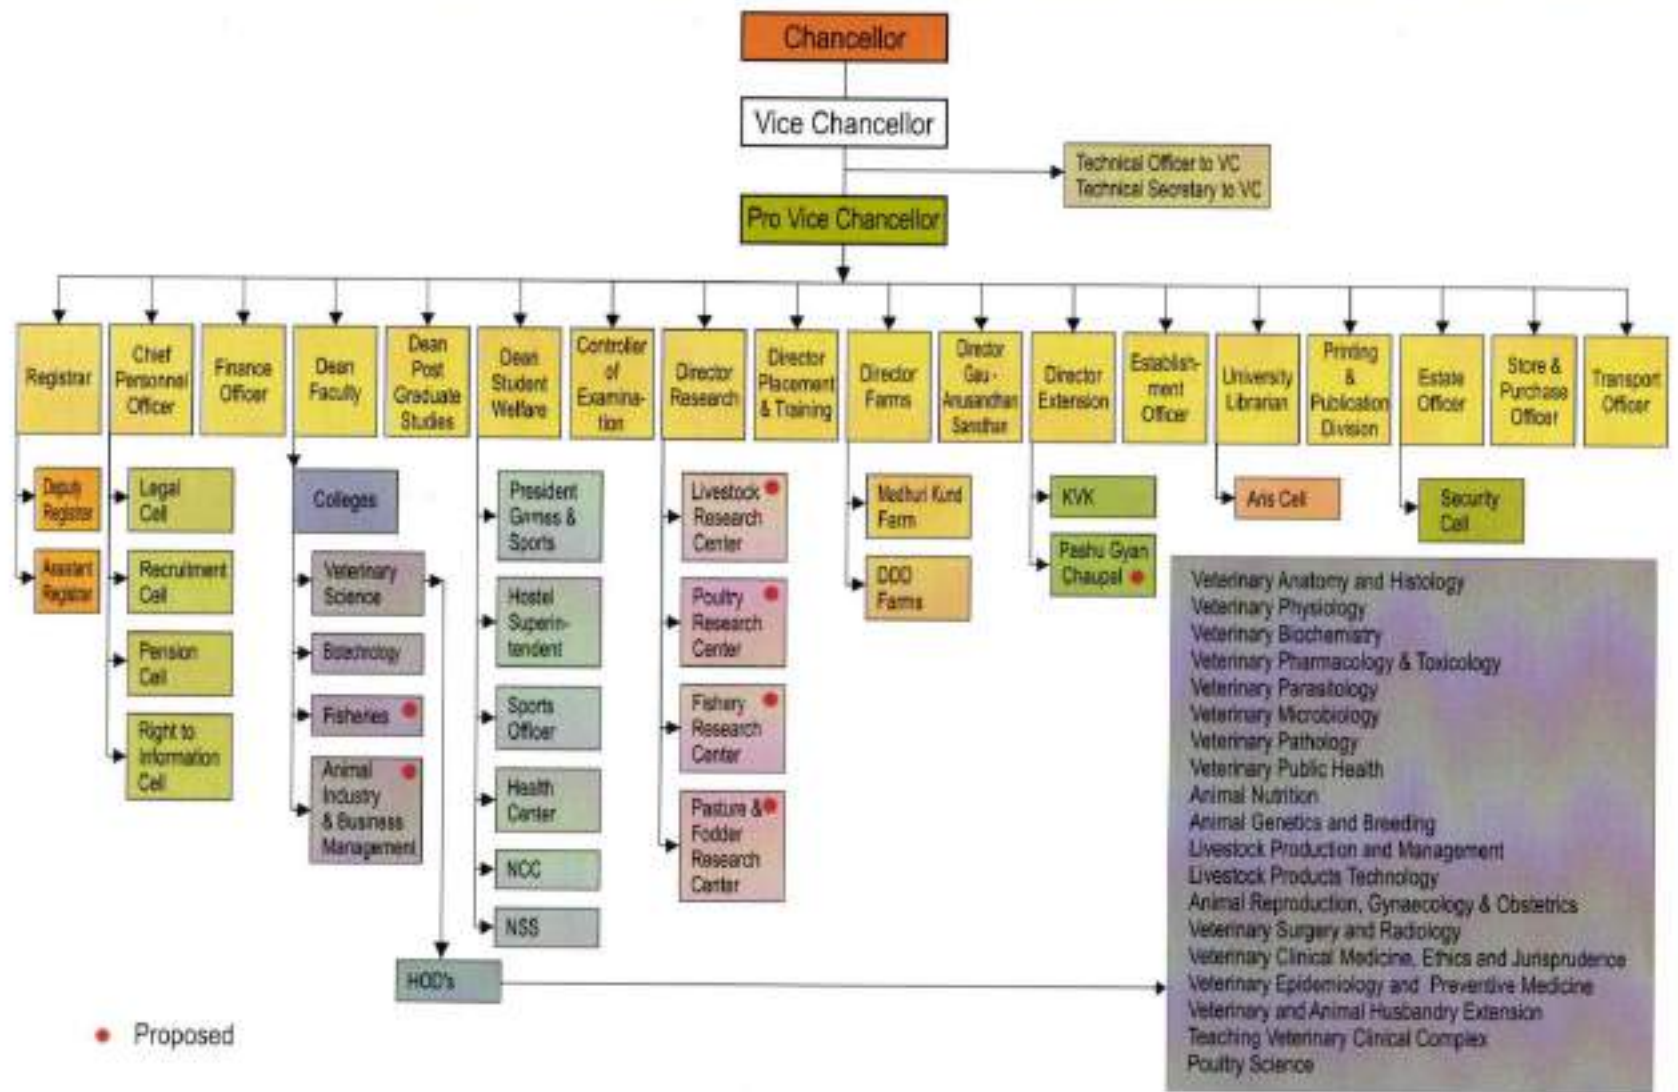 Chancellor
Vice Chancellor
Technical Officer to VC
Technical Secretary to VC
Pro Vice Chancellor
Registrar
Chief
Personnel
Officer
Finance
Officer
Dean
Faculty
Dean
Post
Graduate
Studies
Dean
Student
Welfare
Controller
of
Examina-
tion
Director
Research
Director
Placement
& Training
Director
Farms
Director
Gau -
Anusandhan
Sansthan
Director
Extension
Establish-
ment
Officer
University
Librarian
Printing
&
Publication
Division
Estate
Officer
Store &
Purchase
Officer
Transport
Officer
Deputy
Registrar
Assistant
Registrar
Legal
Cell
Recruitment
Cell
Pension
Cell
Right to
Information
Cell
Colleges
Veterinary
Science
Biotechnology
Fisheries
Animal
Industry
& Business
Management
HOD's
President
Games &
Sports
Hostel
Superin-
tendent
Sports
Officer
Health
Center
NCC
NSS
Livestock
Research
Center
Poultry
Research
Center
Fishery
Research
Center
Pasture &
Fodder
Research
Center
Madhuri Kund
Farm
DDD
Farms
KVK
Pashu Gyan
Chaupal
Aris Cell
Security
Cell
Veterinary Anatomy and Histology
Veterinary Physiology
Veterinary Biochemistry
Veterinary Pharmacology & Toxicology
Veterinary Parasitology
Veterinary Microbiology
Veterinary Pathology
Veterinary Public Health
Animal Nutrition
Animal Genetics and Breeding
Livestock Production and Management
Livestock Products Technology
Animal Reproduction, Gynaecology & Obstetrics
Veterinary Surgery and Radiology
Veterinary Clinical Medicine, Ethics and Jurisprudence
Veterinary Epidemiology and Preventive Medicine
Veterinary and Animal Husbandry Extension
Teaching Veterinary Clinical Complex
Poultry Science
Proposed